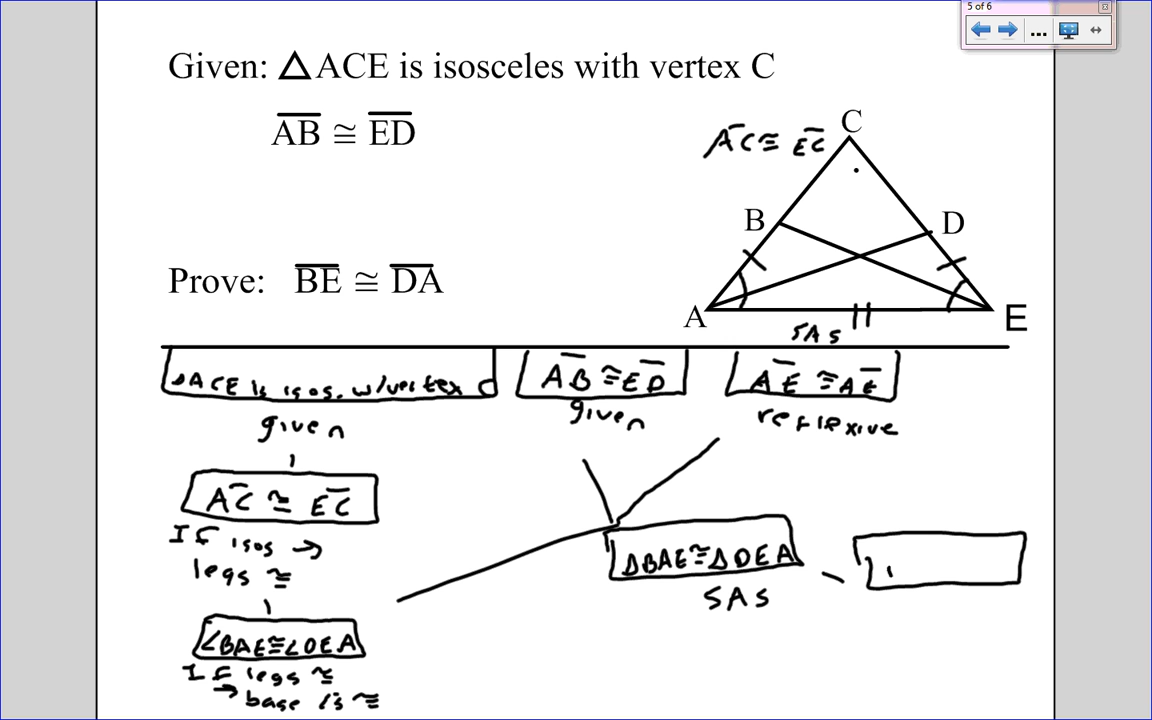 5 of 6
Given: △ACE is isosceles with vertex C
AB ≅ ED
Prove: BE ≅ DA
AC ≅ EC
C
B
D
A
E
SAS
△ACE is isos. w/vertex C
given
AB ≅ ED
given
AE ≅ AE
reflexive
AC ≅ EC
If isos →
legs ≅
∠BAE ≅ ∠DEA
If legs ≅
→ base ∠'s ≅
△BAE ≅ △DEA
SAS